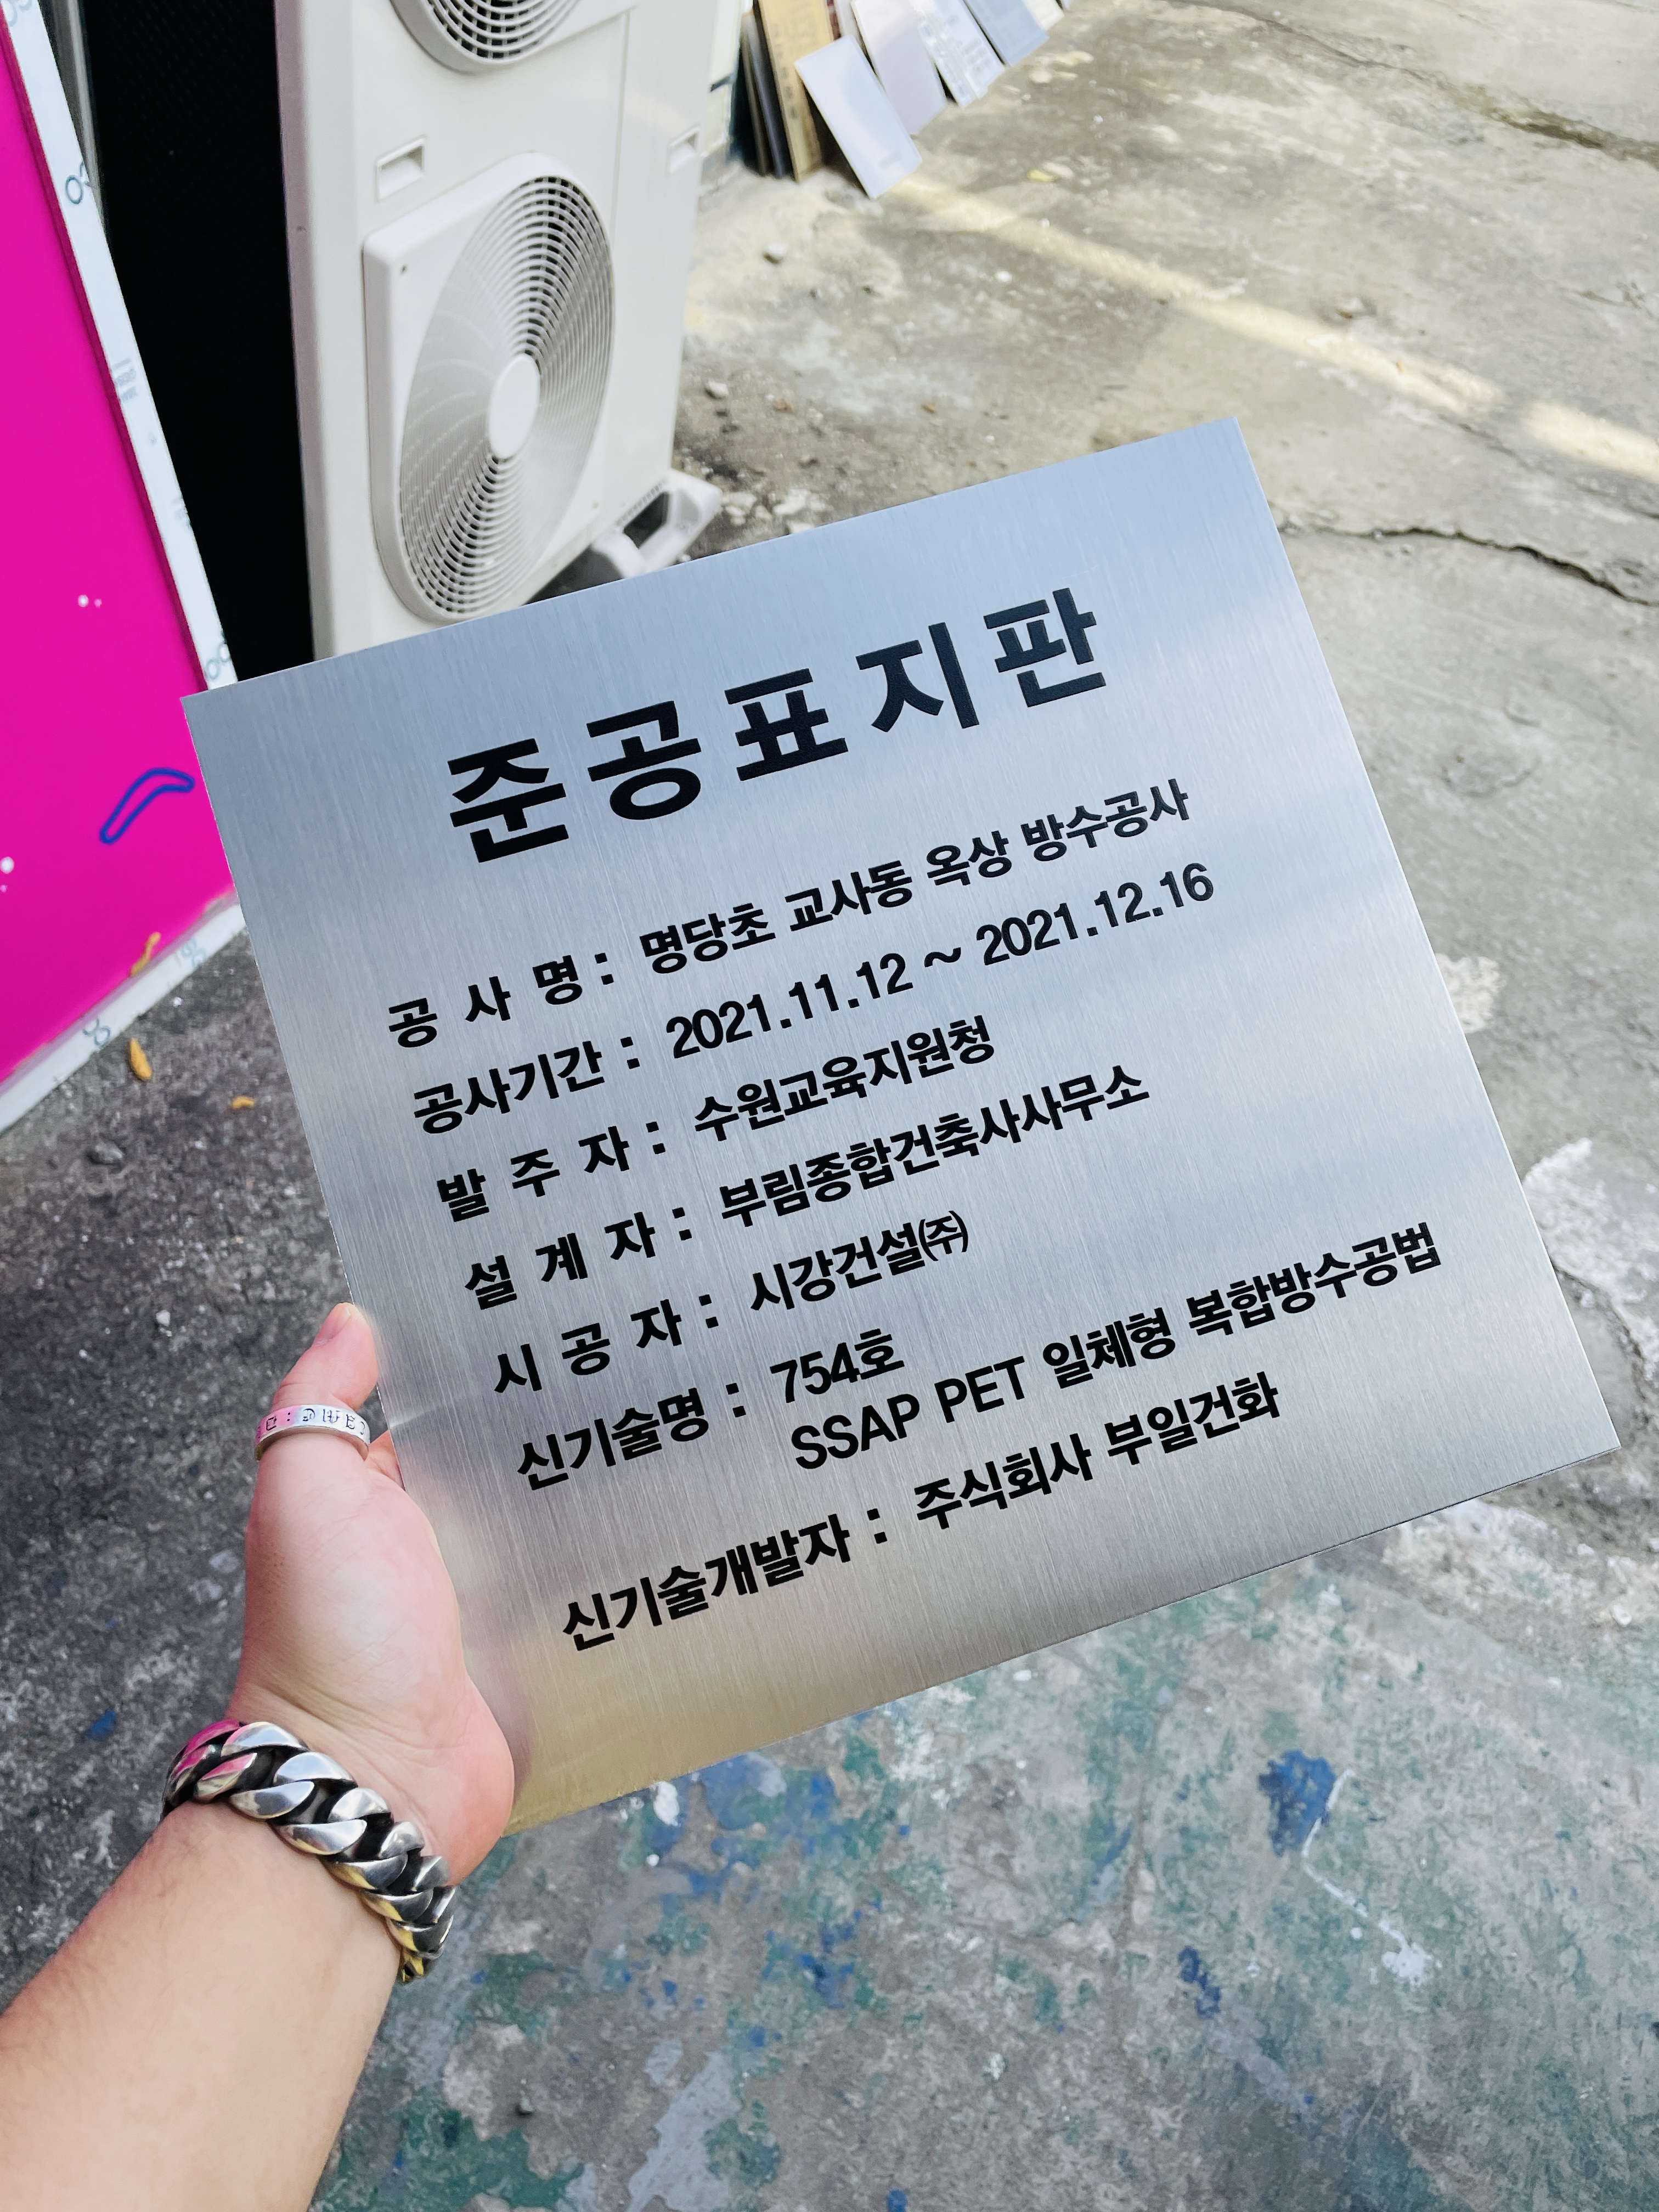 준공표지판
공 사 명 : 명당초 교사동 옥상 방수공사
공사기간 : 2021.11.12 ~ 2021.12.16
발 주 자 : 수원교육지원청
설 계 자 : 부림종합건축사사무소
시 공 자 : 시강건설㈜
신기술명 : 754호
SSAP PET 일체형 복합방수공법
신기술개발자 : 주식회사 부일건화